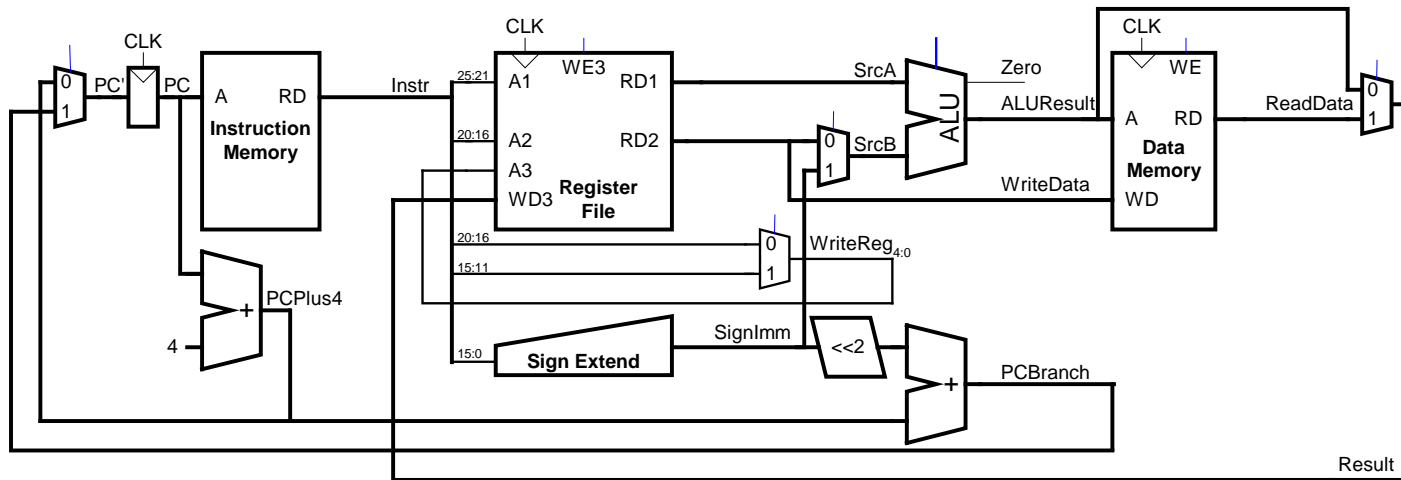 CLK
CLK
CLK
0
1
PC'
PC
A
RD
Instruction
Memory
Instr
25:21
20:16
A1
A2
A3
WD3
WE3
RD1
RD2
Register
File
SrcA
0
1
SrcB
ALU
Zero
ALUResult
WriteData
WE
A
RD
Data
Memory
WD
ReadData
0
1
20:16
15:11
0
1
WriteReg4:0
4
+
PCPlus4
15:0
Sign Extend
SignImm
<<2
+
PCBranch
Result